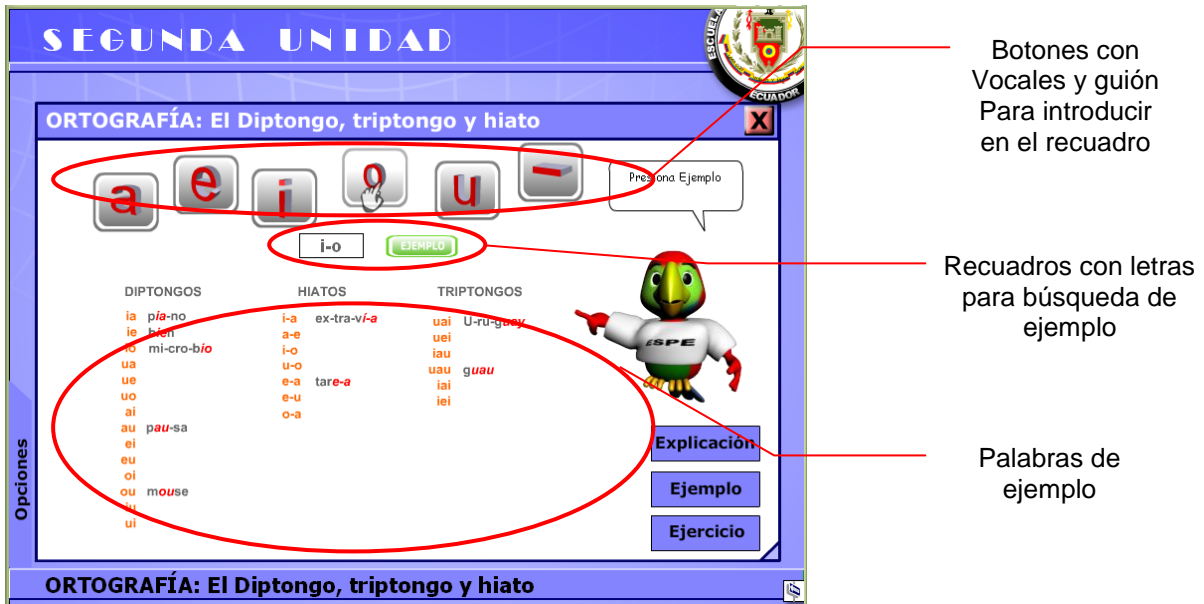 SEGUNDA UNIDAD
ESCUELA
ECUADOR
ORTOGRAFÍA: El Diptongo, triptongo y hiato
X
a e i o u -
Presiona Ejemplo
i-o
EJEMPLO
DIPTONGOS
ia pía-no
ie bien
io mi-cro-bío
ua
ue
uo
ai
au pau-sa
ei
eu
oi
ou mouse
iu
ui
HIATOS
i-a ex-tra-ví-a
a-e
i-o
u-o
e-a tare-a
e-u
o-a
TRIPTONGOS
uai U-ru-guay
uei
iau
uau guau
iai
iei
ESPE
Explicación
Ejemplo
Ejercicio
Opciones
ORTOGRAFÍA: El Diptongo, triptongo y hiato
Botones con
Vocales y guión
Para introducir
en el recuadro
Recuadros con letras
para búsqueda de
ejemplo
Palabras de
ejemplo